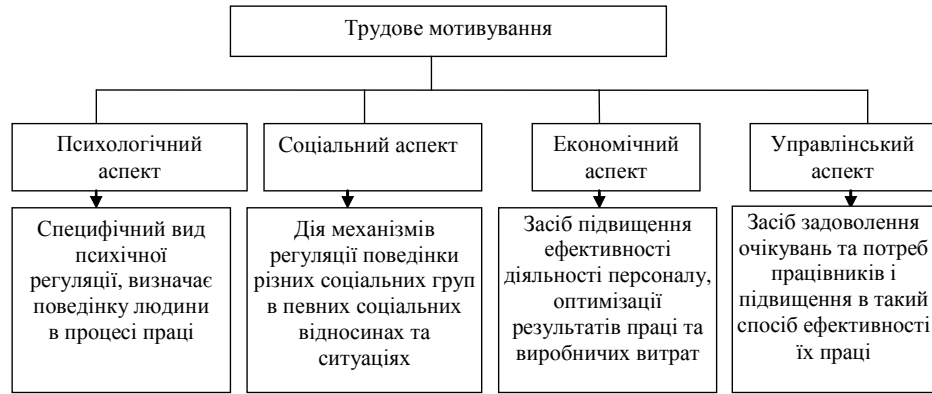 Трудове мотивування
Психологічний
аспект
Соціальний аспект
Економічний
аспект
Управлінський
аспект
Специфічний вид
психічної
регуляції, визначає
поведінку людини
в процесі праці
Дія механізмів
регуляції поведінки
різних соціальних груп
в певних соціальних
відносинах та
ситуаціях
Засіб підвищення
ефективності
діяльності персоналу,
оптимізації
результатів праці та
виробничих витрат
Засіб задоволення
очікувань та потреб
працівників і
підвищення в такий
спосіб ефективності
їх праці